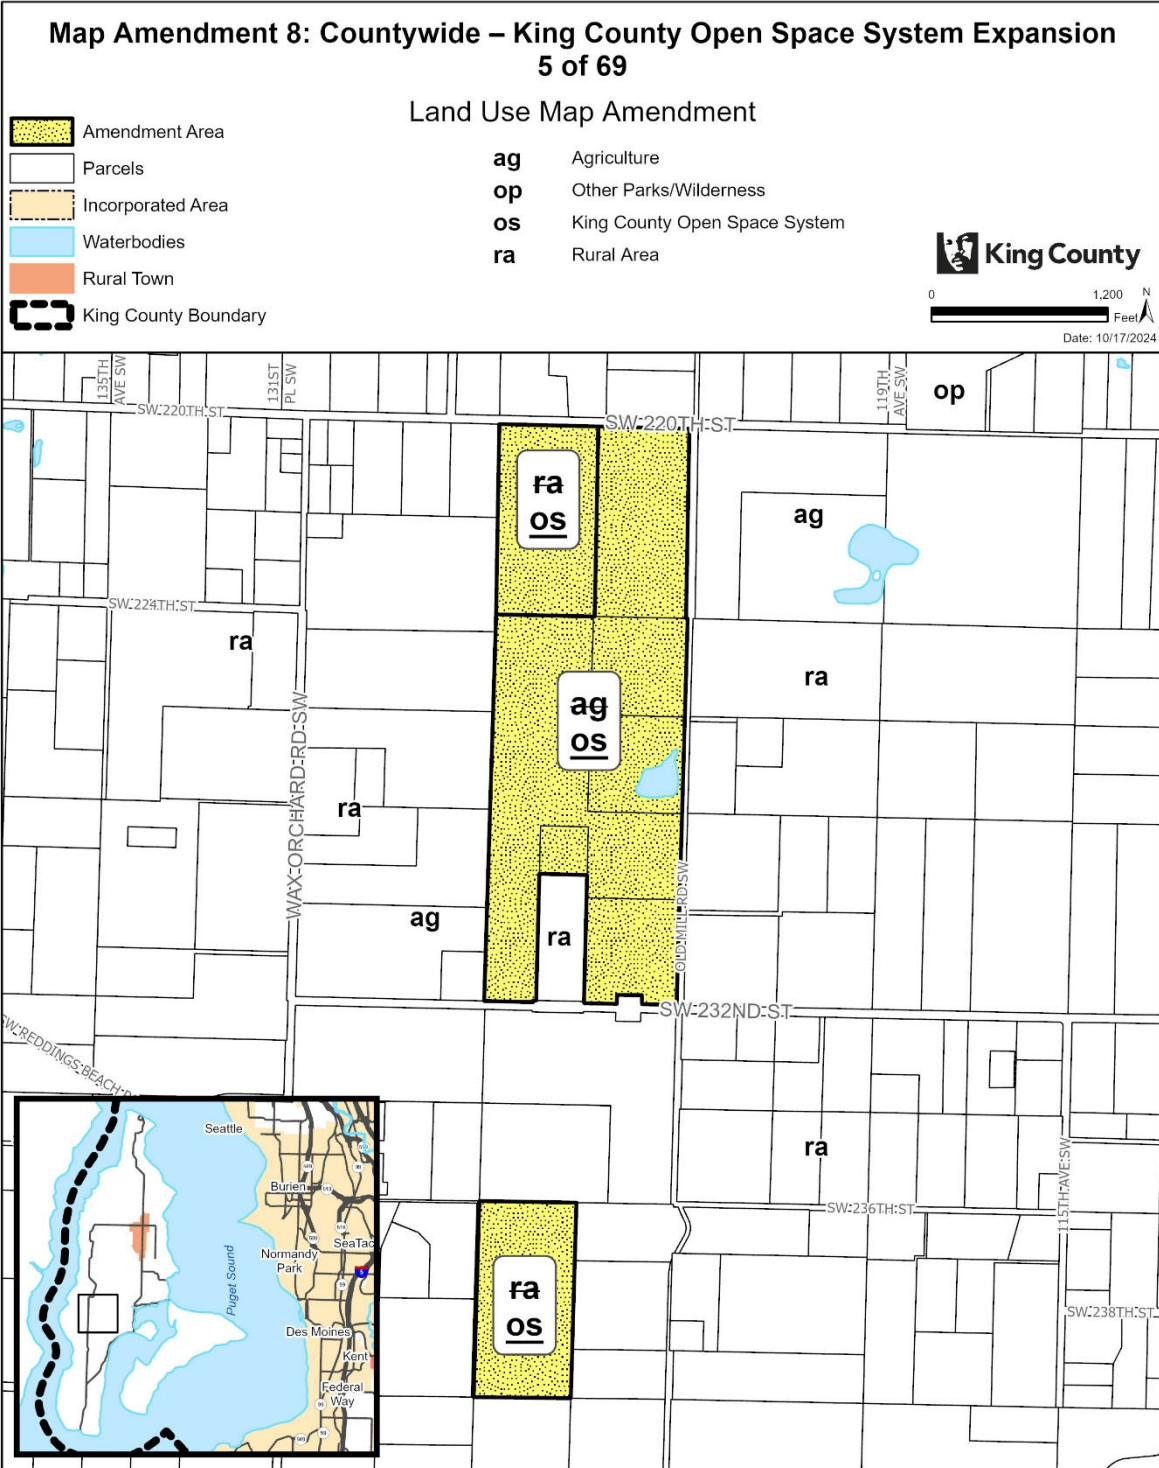 Map Amendment 8: Countywide – King County Open Space System Expansion
5 of 69
Land Use Map Amendment
Amendment Area
Parcels
Incorporated Area
Waterbodies
Rural Town
King County Boundary
ag Agriculture
op Other Parks/Wilderness
os King County Open Space System
ra Rural Area
King County
0 1,200
Feet
N
Date: 10/17/2024
135TH
AVE SW
131ST
PL SW
119TH
AVE SW
op
SW 220TH ST
SW 220TH ST
ra
os
ag
SW 224TH ST
ra
ra
ag
os
WAX ORCHARD RD SW
ra
ag
ra
OLD MILL RD SW
SW 232ND ST
SW REDDINGS BEACH
ra
115TH AVE SW
SW 236TH ST
ra
os
SW 238TH ST
Seattle
Burien
SeaTac
Normandy
Park
Puget Sound
Des Moines
Kent
Federal
Way